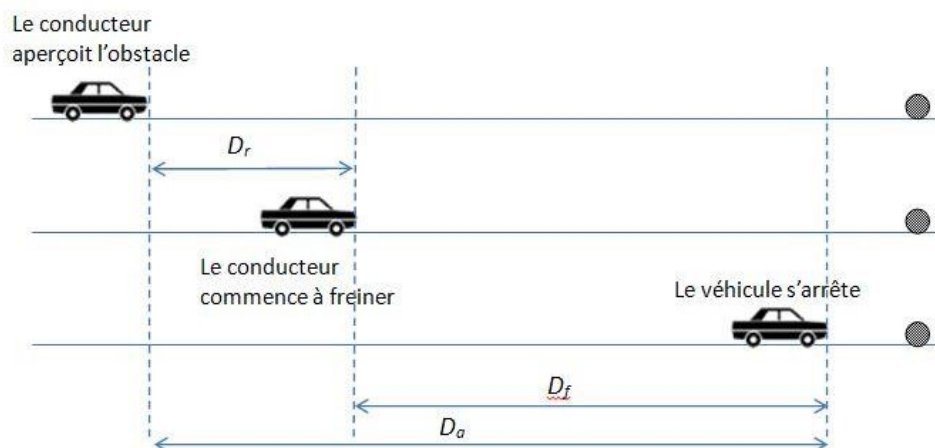 Le conducteur
aperçoit l'obstacle
Dr
Le conducteur
commence à freiner
Le véhicule s'arrête
Df
Da